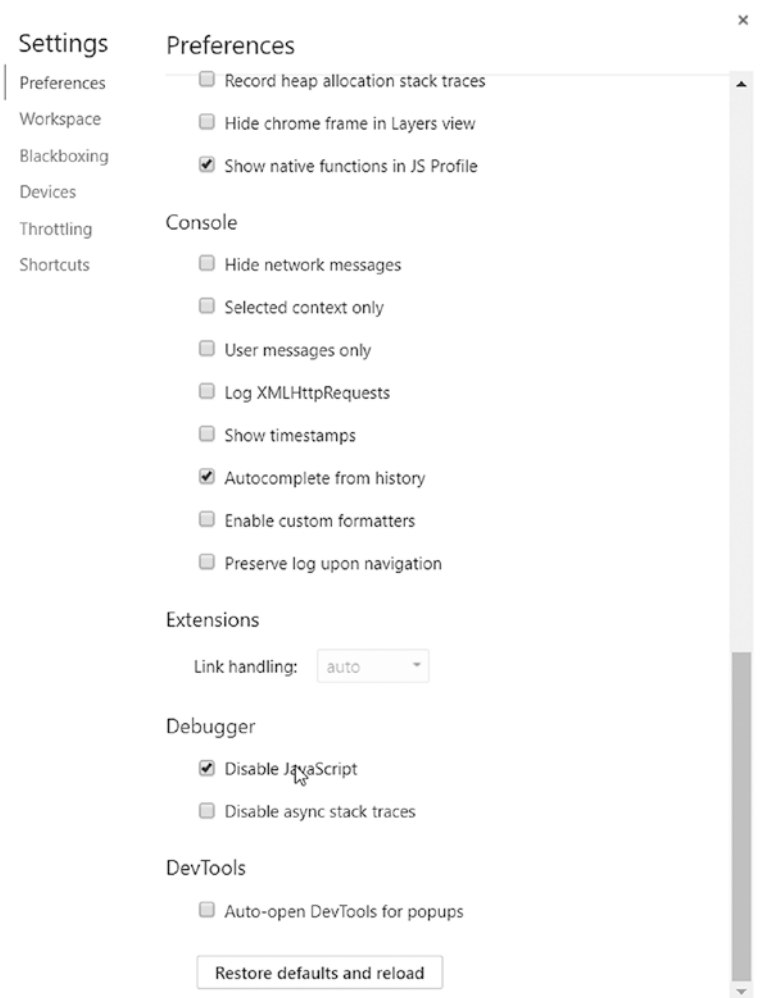 Settings
Preferences
Workspace
Blackboxing
Devices
Throttling
Shortcuts
Preferences
Record heap allocation stack traces
Hide chrome frame in Layers view
Show native functions in JS Profile
Console
Hide network messages
Selected context only
User messages only
Log XMLHttpRequests
Show timestamps
Autocomplete from history
Enable custom formatters
Preserve log upon navigation
Extensions
Link handling: auto
Debugger
Disable JavaScript
Disable async stack traces
DevTools
Auto-open DevTools for popups
Restore defaults and reload